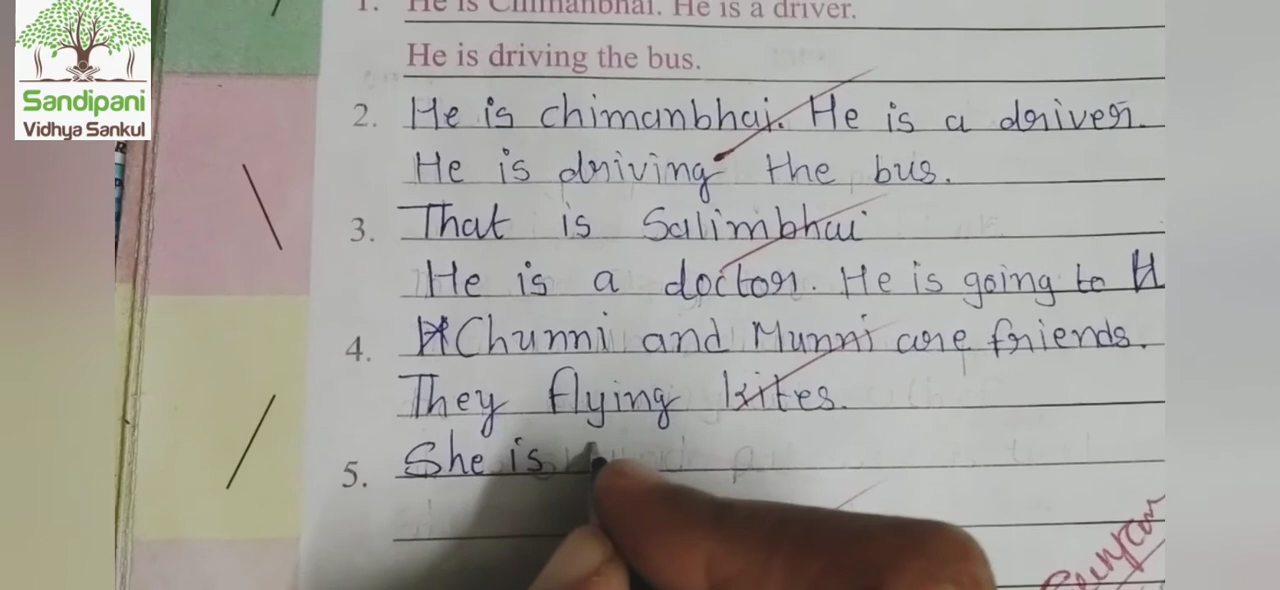 Sandipani
Vidhya Sankul
1. He is Chimanbhai. He is a driver.
He is driving the bus.
2. He is chimanbhai. He is a driver.
He is driving the bus.
3. That is Salimbhai
He is a doctor. He is going to H
4. Chunni and Munni are friends.
They flying kites.
5. She is